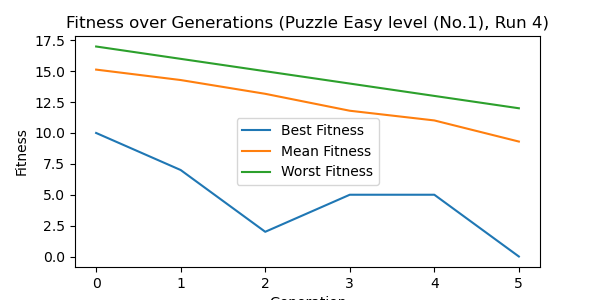 Fitness over Generations (Puzzle Easy level (No.1), Run 4)
17.5
15.0
12.5
10.0
7.5
5.0
2.5
0.0
Fitness
Best Fitness
Mean Fitness
Worst Fitness
0 1 2 3 4 5
Generation